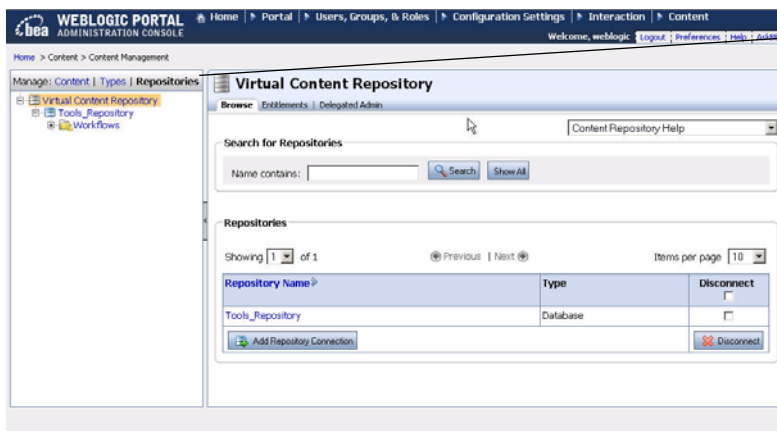 bea WEBLOGIC PORTAL
ADMINISTRATION CONSOLE
Home | Portal | Users, Groups, & Roles | Configuration Settings | Interaction | Content
Welcome, weblogic Logout Preferences Help
Home > Content > Content Management
Manage: Content | Types | Repositories
Virtual Content Repository
Tools_Repository
Workflows
Virtual Content Repository
Browse Entitlements | Delegated Admin
Content Repository Help
Search for Repositories
Name contains: Search Show All
Repositories
Showing 1 of 1 Previous | Next Items per page 10
Repository Name Type Disconnect
Tools_Repository Database
Add Repository Connection Disconnect